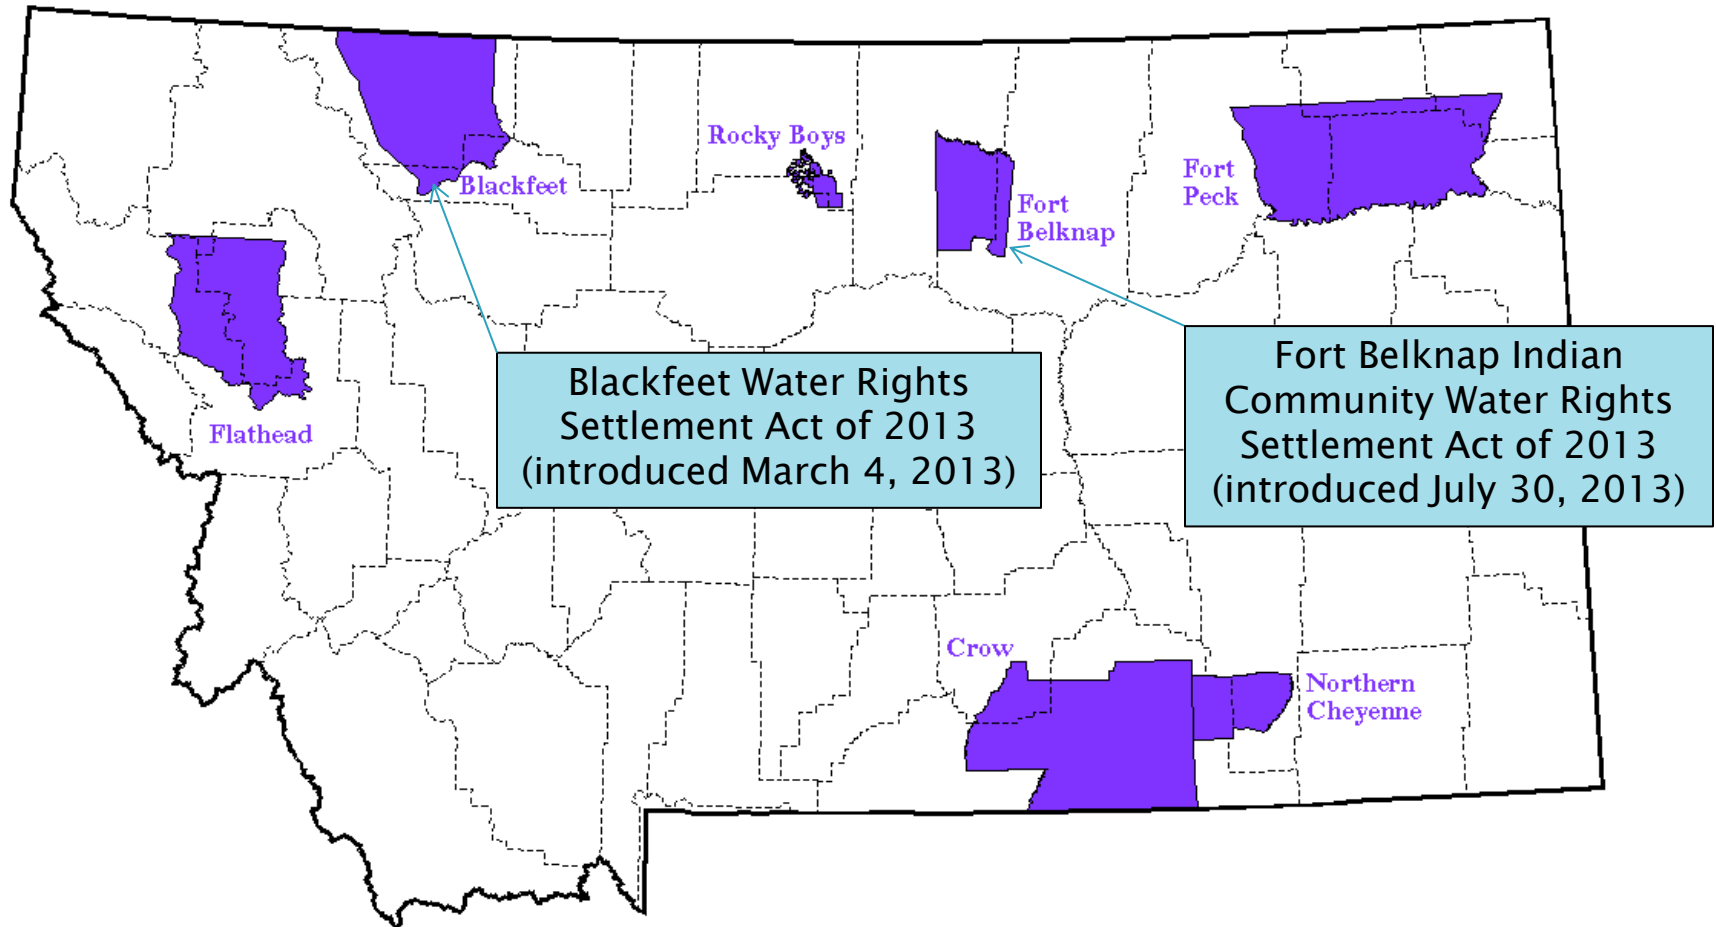 Rocky Boys
Blackfeet
Fort
Belknap
Fort
Peck
Flathead
Blackfeet Water Rights
Settlement Act of 2013
(introduced March 4, 2013)
Fort Belknap Indian
Community Water Rights
Settlement Act of 2013
(introduced July 30, 2013)
Crow
Northern
Cheyenne